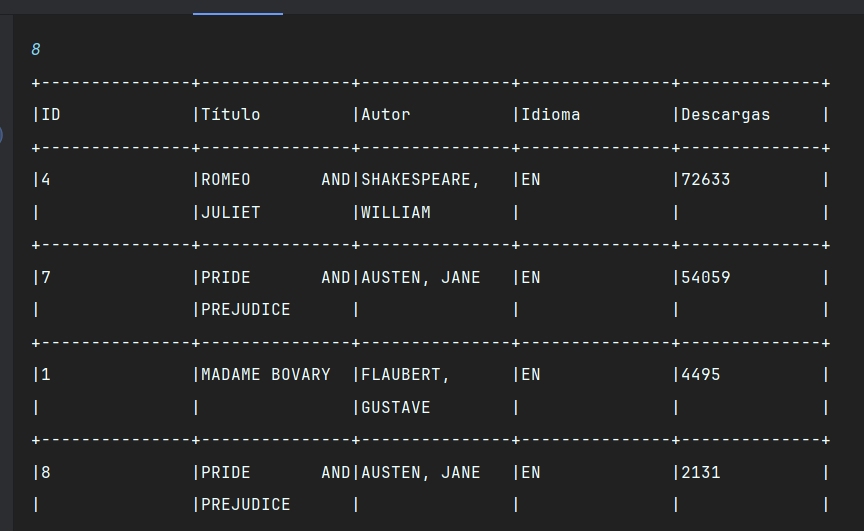 8
+---------------+---------------+---------------+---------------+--------------+
|ID             |Título         |Autor          |Idioma         |Descargas     |
+---------------+---------------+---------------+---------------+--------------+
|4              |ROMEO       AND|SHAKESPEARE,   |EN             |72633         |
|               |JULIET         |WILLIAM        |               |              |
+---------------+---------------+---------------+---------------+--------------+
|7              |PRIDE       AND|AUSTEN, JANE   |EN             |54059         |
|               |PREJUDICE      |               |               |              |
+---------------+---------------+---------------+---------------+--------------+
|1              |MADAME BOVARY  |FLAUBERT,      |EN             |4495          |
|               |               |GUSTAVE        |               |              |
+---------------+---------------+---------------+---------------+--------------+
|8              |PRIDE       AND|AUSTEN, JANE   |EN             |2131          |
|               |PREJUDICE      |               |               |              |